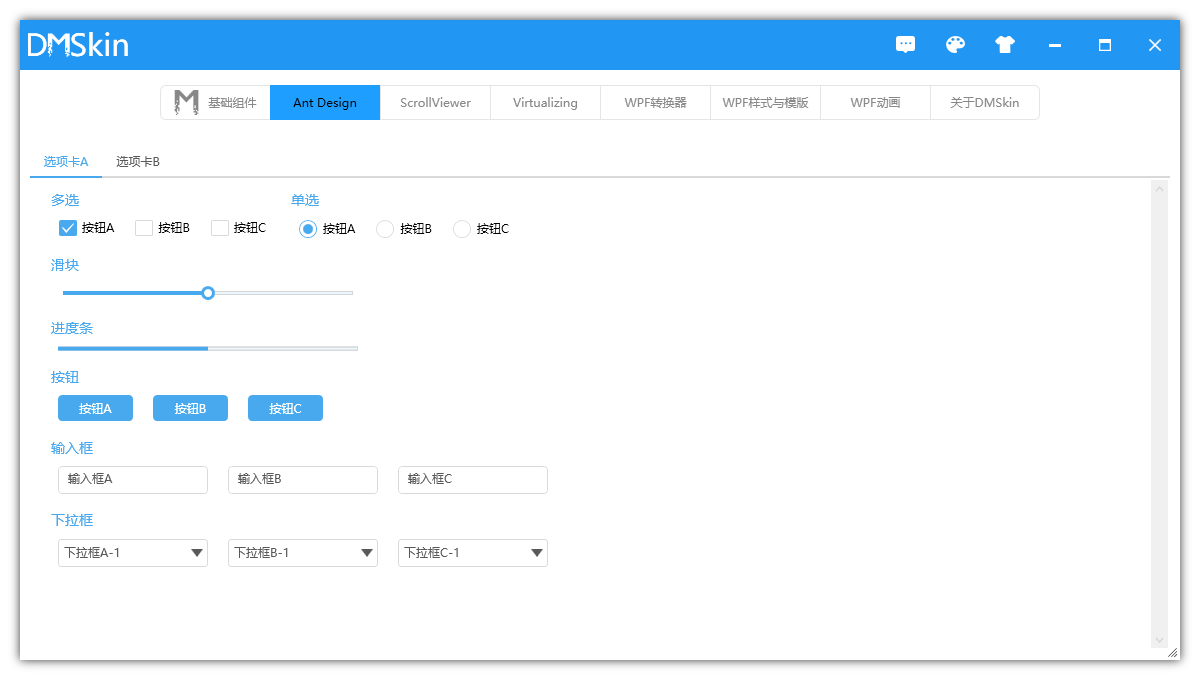 DMSkin
基础组件 Ant Design ScrollViewer Virtualizing WPF转换器 WPF样式与模版 WPF动画 关于DMSkin
选项卡A 选项卡B
多选 单选
按钮A 按钮B 按钮C 按钮A 按钮B 按钮C
滑块
进度条
按钮
按钮A 按钮B 按钮C
输入框
输入框A 输入框B 输入框C
下拉框
下拉框A-1 下拉框B-1 下拉框C-1